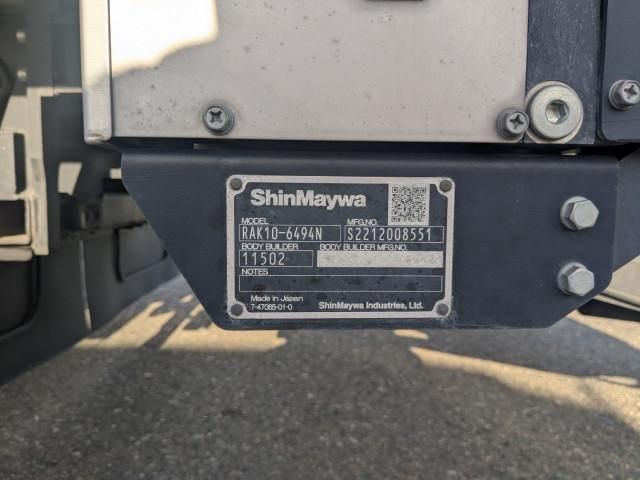 ShinMaywa
MODEL MFG.NO.
RAK10-6494N S2212008551
BODY BUILDER BODY BUILDER MFG.NO.
11502
NOTES
Made in Japan
7-47065-01-0 ShinMaywa Industries, Ltd.